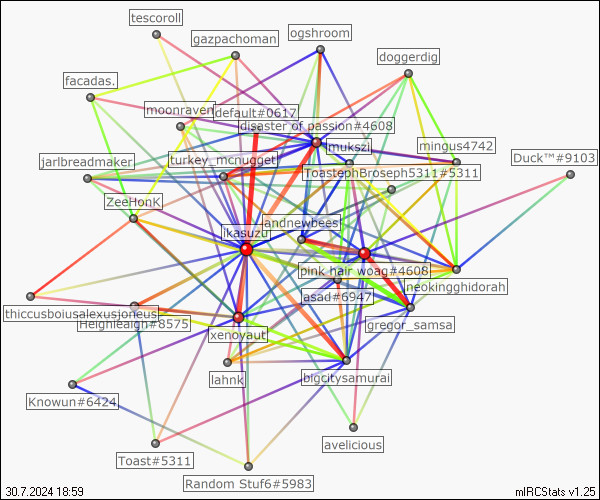 tescoroll
ogshroom
gazpachoman
doggerdig
facadas.
moonraven
default#0617
disaster of passion#4608
mukszi
mingus4742
Duck™#9103
jarlbreadmaker
turkey_mcnugget
ToastephBroseph5311#5311
ZeeHonK
landnewbees
ikasuzu
pink hair woag#4608
neckingghidorah
asad#6947
thiccusboiusalexusjoneus
Heighleaigh#8575
gregor_samsa
xenoyaut
lahnk
bigcitysamurai
Knowun#6424
avelicious
Toast#5311
Random Stuf6#5983
30.7.2024 18:59
mIRCStats v1.25